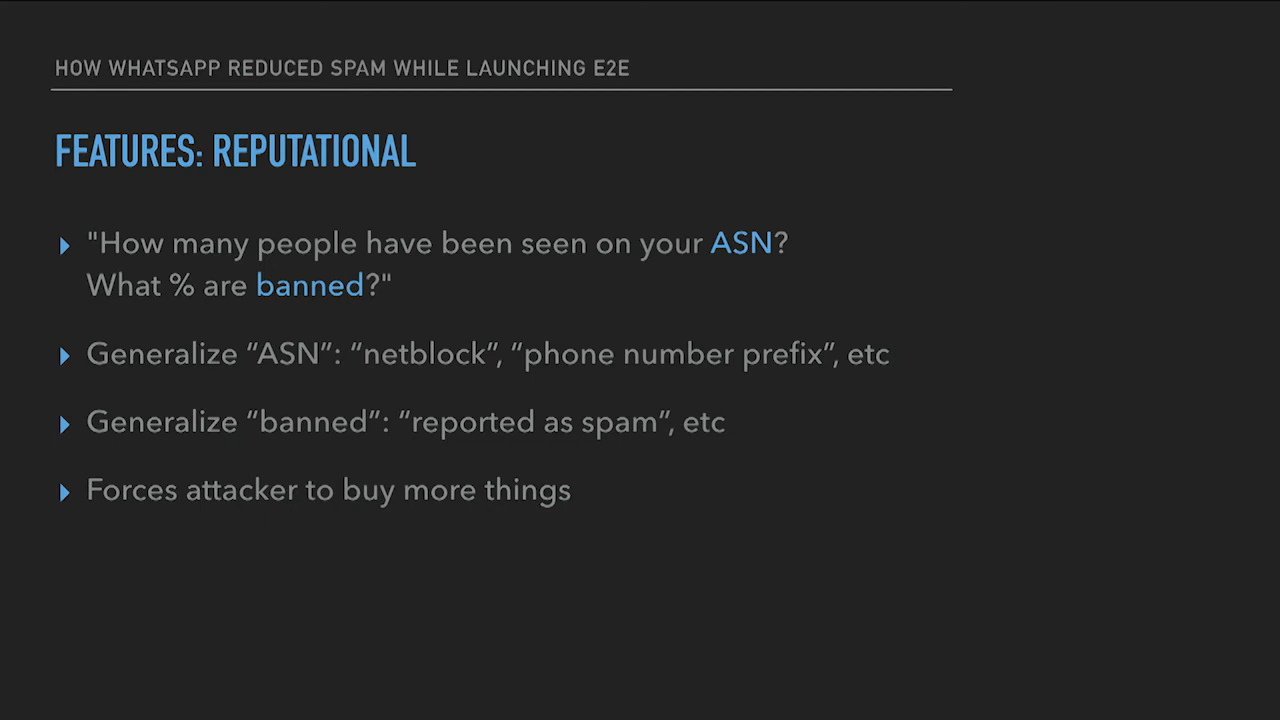 HOW WHATSAPP REDUCED SPAM WHILE LAUNCHING E2E
FEATURES: REPUTATIONAL
"How many people have been seen on your ASN?
What % are banned?"
Generalize “ASN”: “netblock”, “phone number prefix”, etc
Generalize “banned”: “reported as spam”, etc
Forces attacker to buy more things